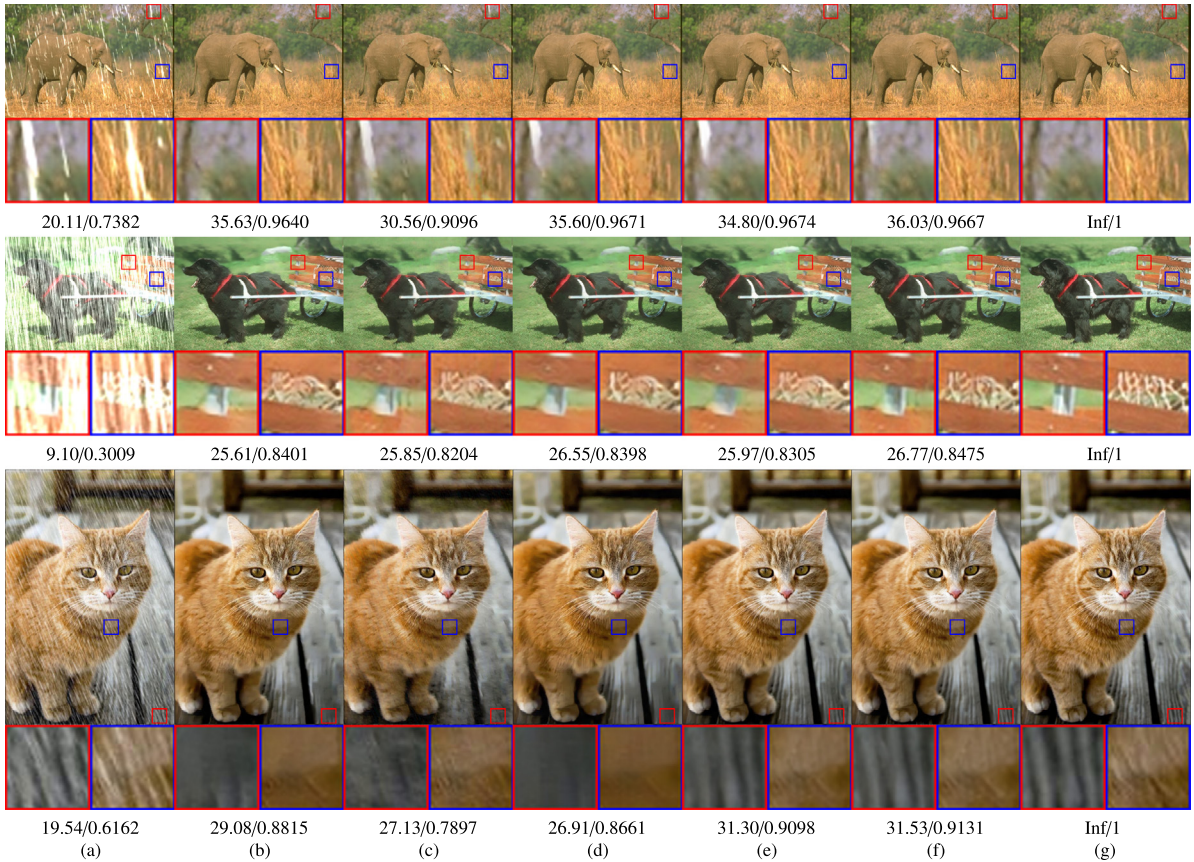 20.11/0.7382 35.63/0.9640 30.56/0.9096 35.60/0.9671 34.80/0.9674 36.03/0.9667 Inf/1
9.10/0.3009 25.61/0.8401 25.85/0.8204 26.55/0.8398 25.97/0.8305 26.77/0.8475 Inf/1
19.54/0.6162 29.08/0.8815 27.13/0.7897 26.91/0.8661 31.30/0.9098 31.53/0.9131 Inf/1
(a) (b) (c) (d) (e) (f) (g)